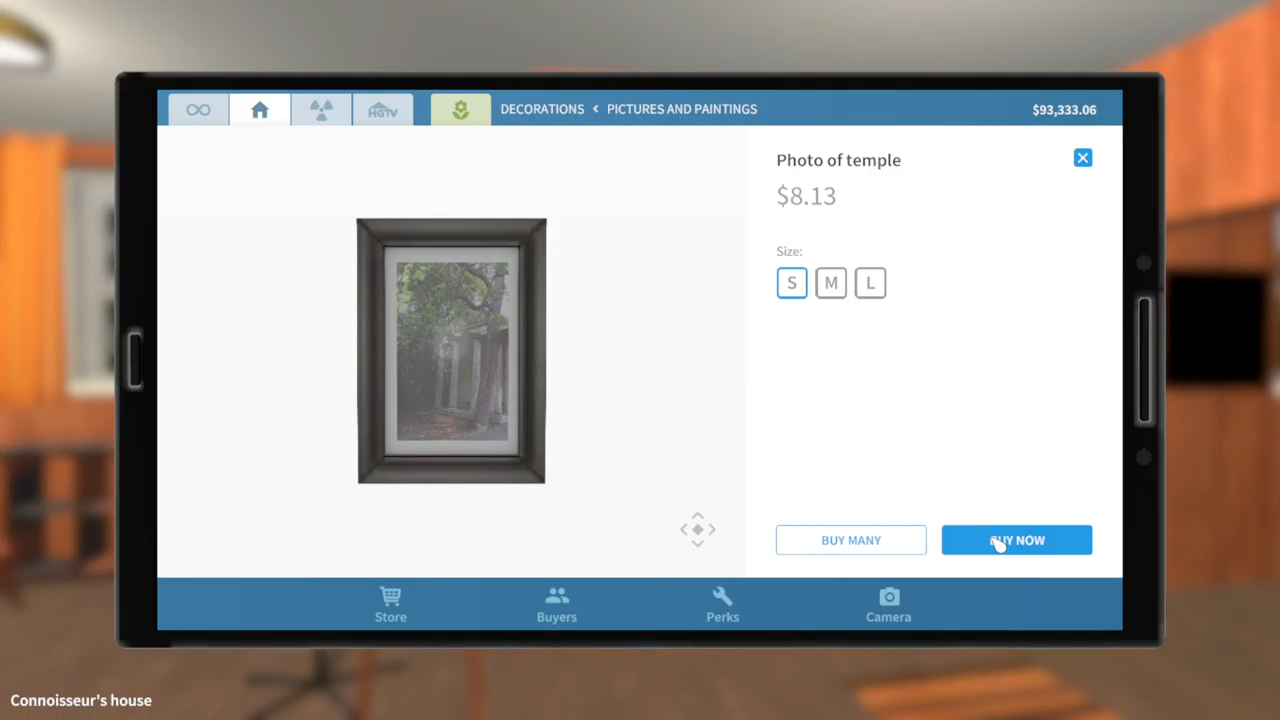 HGTV
DECORATIONS < PICTURES AND PAINTINGS
$93,333.06
Photo of temple
$8.13
Size:
S M L
BUY MANY
BUY NOW
Store
Buyers
Perks
Camera
Connoisseur's house